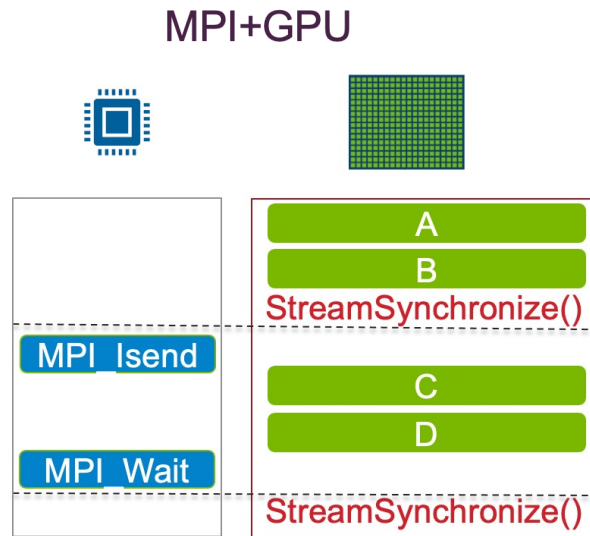 MPI+GPU
A
B
StreamSynchronize()
MPI_Isend
C
D
MPI_Wait
StreamSynchronize()